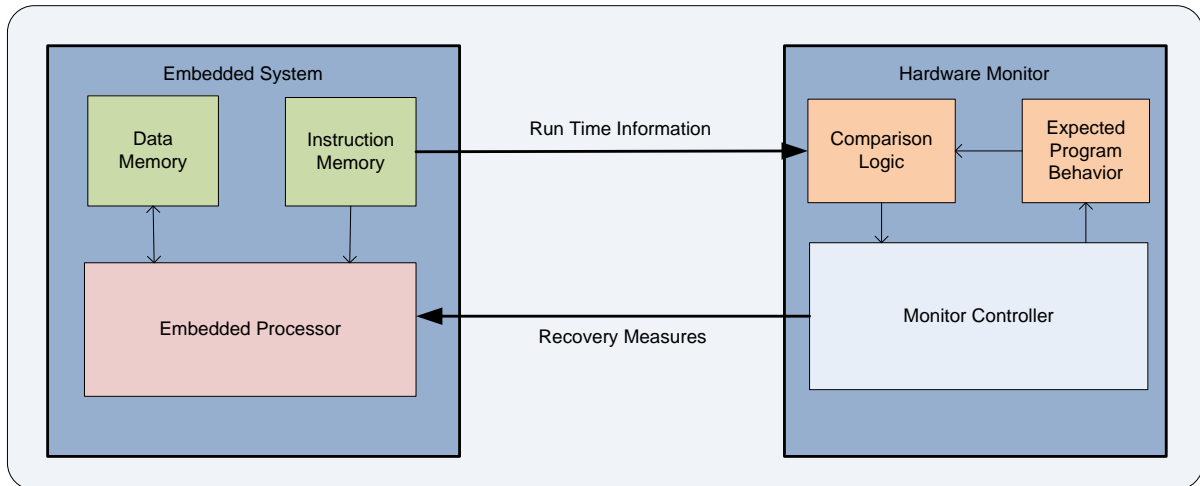 Embedded System
Data
Memory
Instruction
Memory
Embedded Processor
Run Time Information
Recovery Measures
Hardware Monitor
Comparison
Logic
Expected
Program
Behavior
Monitor Controller